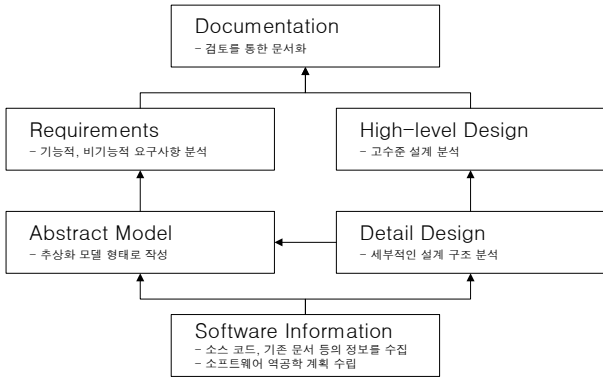 Documentation
- 검토를 통한 문서화
Requirements
- 기능적, 비기능적 요구사항 분석
High-level Design
- 고수준 설계 분석
Abstract Model
- 추상화 모델 형태로 작성
Detail Design
- 세부적인 설계 구조 분석
Software Information
- 소스 코드, 기존 문서 등의 정보를 수집
- 소프트웨어 역공학 계획 수립